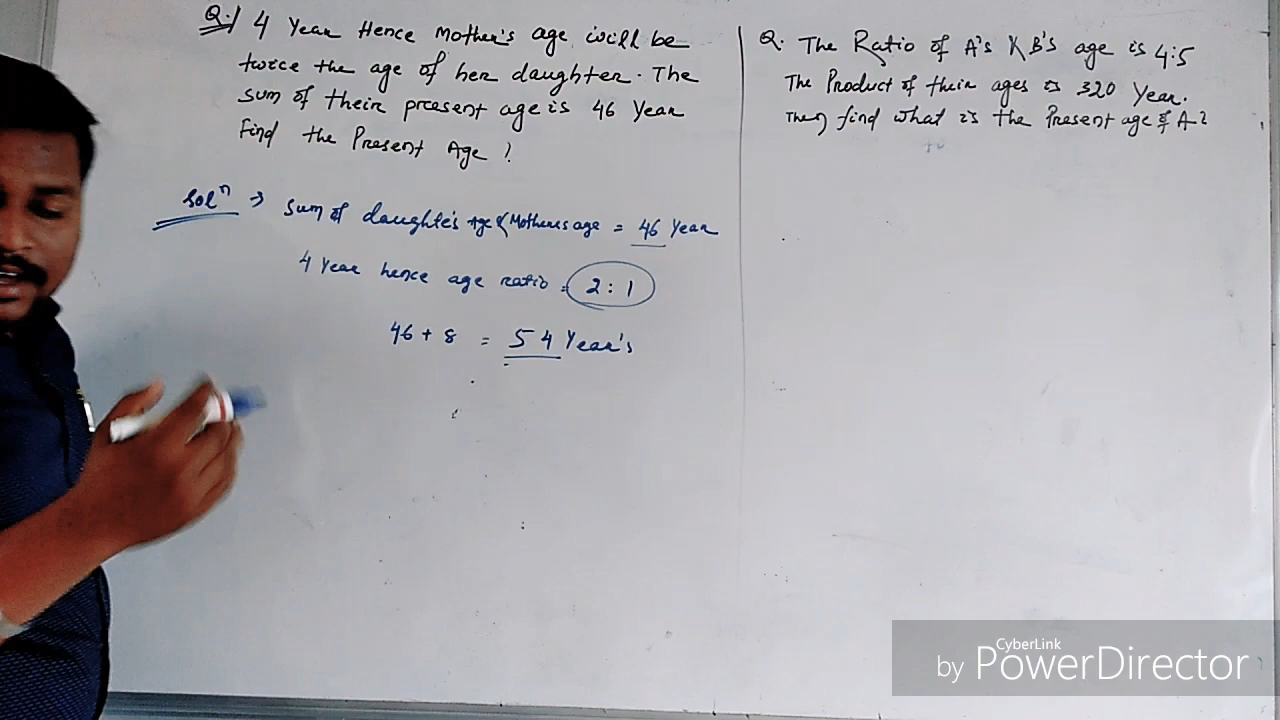 Q.1 4 Year Hence Mother's age will be
twice the age of her daughter. The
sum of their present age is 46 Year
Find the Present Age ?
Solⁿ → Sum of daughte's Age & Mothers age = 46 Year
4 Year hence age ratio = 2 : 1
46 + 8 = 54 Year's
Q. The Ratio of A's & B's age is 4:5
The Product of their ages is 320 Year.
Then find what is the Present age of A?
CyberLink
by PowerDirector